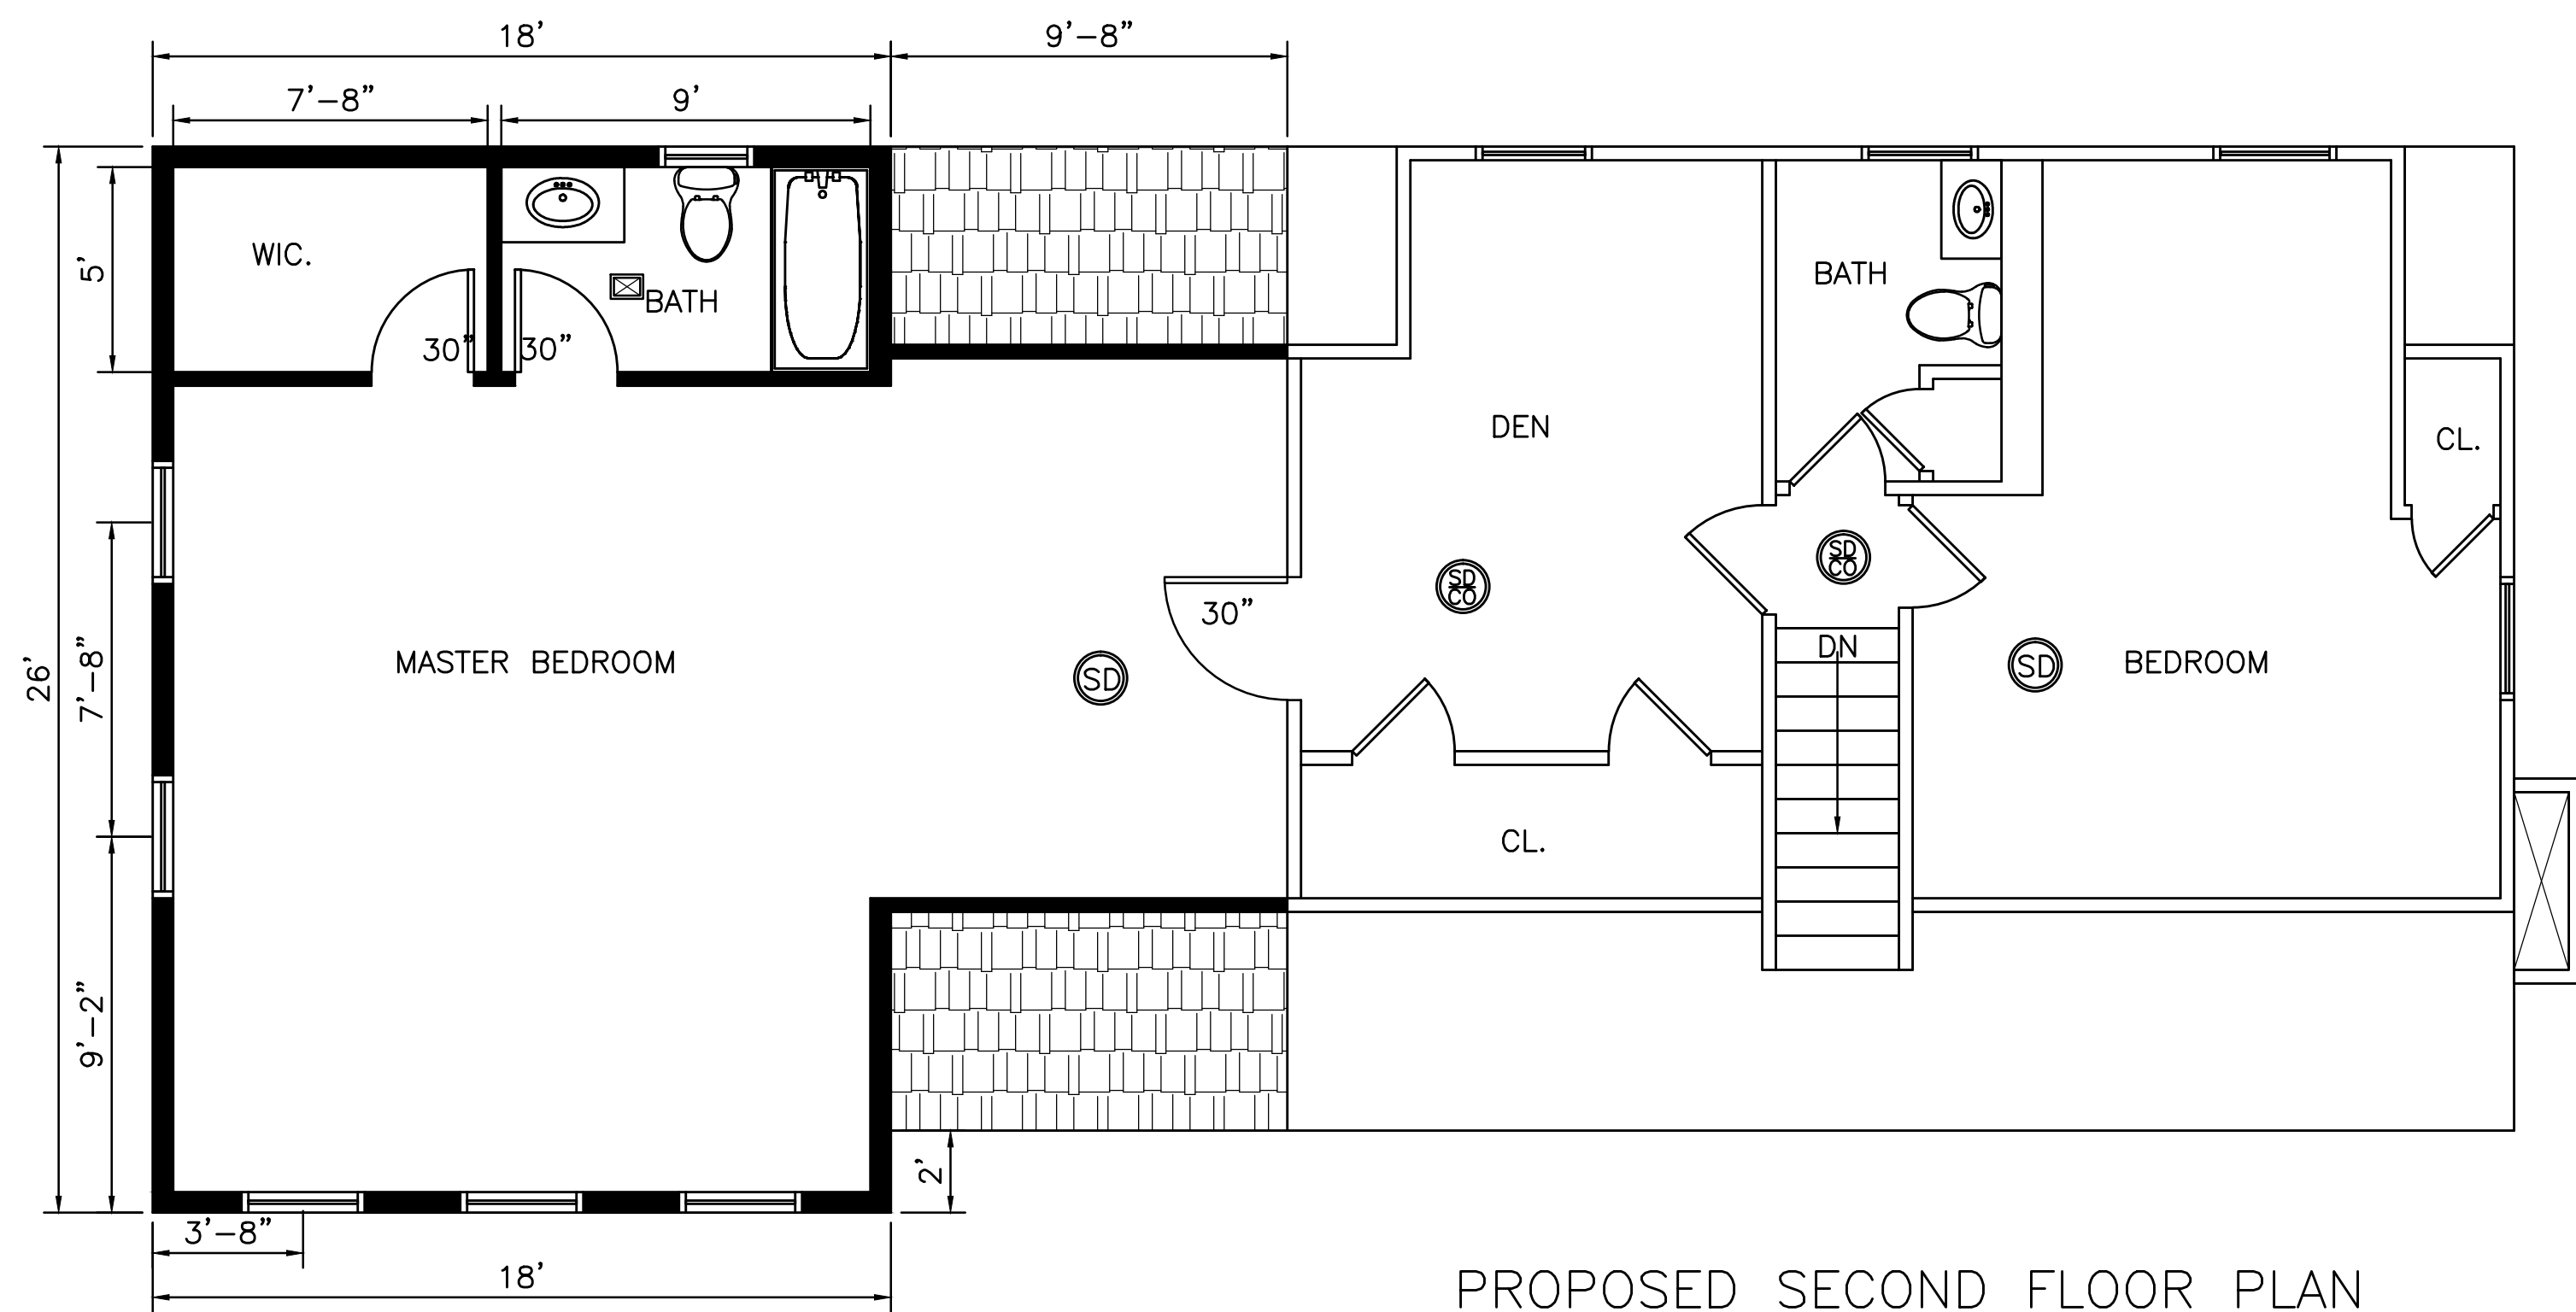 18'
9'-8"
7'-8"
9'
WIC.
5'
BATH
BATH
30"
30"
DEN
CL.
SD
CO
SD
CO
30"
DN
MASTER BEDROOM
SD
SD
BEDROOM
26'
7'-8"
CL.
9'-2"
2'
3'-8"
18'
PROPOSED SECOND FLOOR PLAN